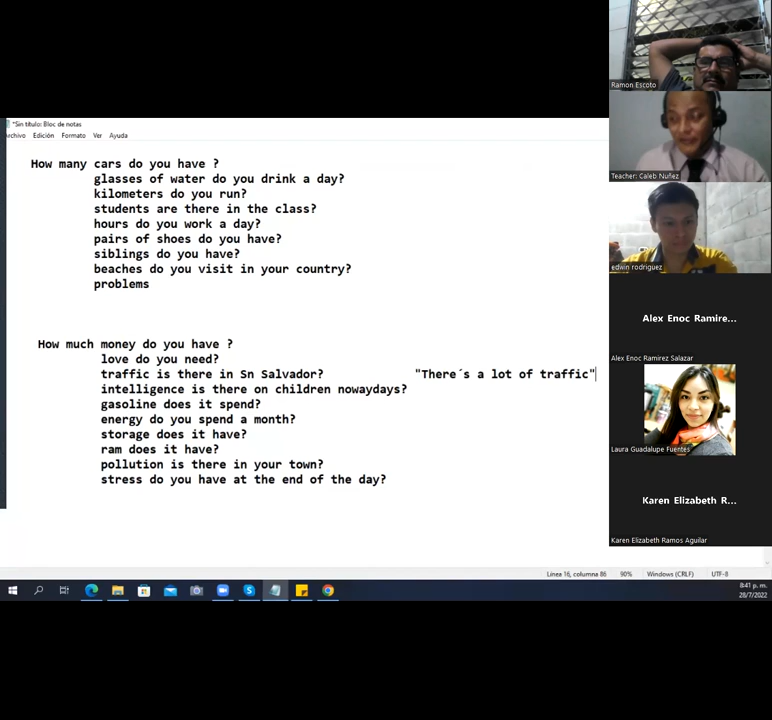 *Sin título: Bloc de notas
Archivo Edición Formato Ver Ayuda
How many cars do you have ?
glasses of water do you drink a day?
kilometers do you run?
students are there in the class?
hours do you work a day?
pairs of shoes do you have?
siblings do you have?
beaches do you visit in your country?
problems
How much money do you have ?
love do you need?
traffic is there in Sn Salvador? "There´s a lot of traffic"
intelligence is there on children nowaydays?
gasoline does it spend?
energy do you spend a month?
storage does it have?
ram does it have?
pollution is there in your town?
stress do you have at the end of the day?
Línea 16, columna 86 90% Windows (CRLF) UTF-8
8:41 p. m.
28/7/2022
Ramon Escoto
Teacher: Caleb Nuñez
edwin rodriguez
Alex Enoc Ramire...
Alex Enoc Ramirez Salazar
Laura Guadalupe Fuentes
Karen Elizabeth R...
Karen Elizabeth Ramos Aguilar